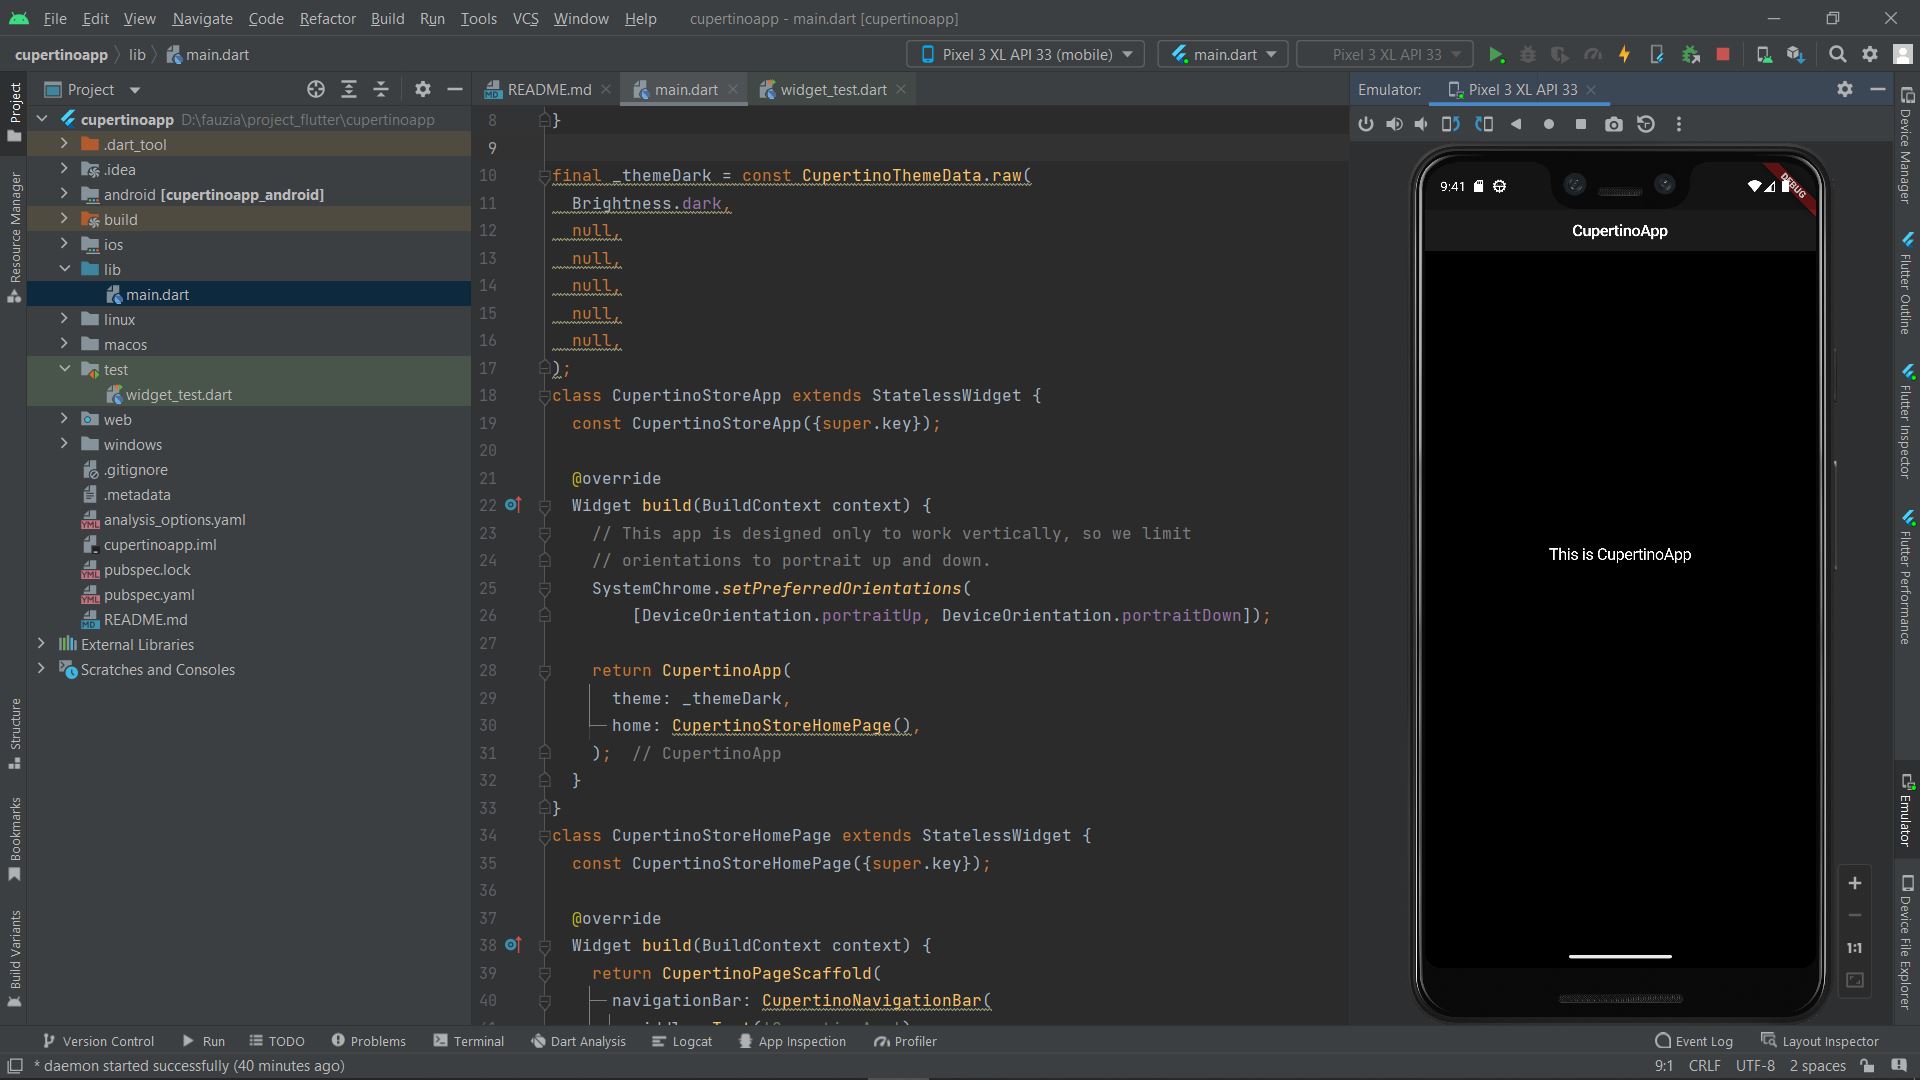 File Edit View Navigate Code Refactor Build Run Tools VCS Window Help cupertinoapp - main.dart [cupertinoapp]
cupertinoapp lib main.dart Pixel 3 XL API 33 (mobile) main.dart Pixel 3 XL API 33
Project README.md main.dart widget_test.dart Emulator: Pixel 3 XL API 33
cupertinoapp D:\fauzia\project_flutter\cupertinoapp
.dart_tool
.idea
android [cupertinoapp_android]
build
ios
lib
main.dart
linux
macos
test
widget_test.dart
web
windows
.gitignore
.metadata
analysis_options.yaml
cupertinoapp.iml
pubspec.lock
pubspec.yaml
README.md
External Libraries
Scratches and Consoles
Project
Resource Manager
Structure
Bookmarks
Build Variants
8 }
9
10 final _themeDark = const CupertinoThemeData.raw(
11 Brightness.dark,
12 null,
13 null,
14 null,
15 null,
16 null,
17 );
18 class CupertinoStoreApp extends StatelessWidget {
19 const CupertinoStoreApp({super.key});
20
21 @override
22 Widget build(BuildContext context) {
23 // This app is designed only to work vertically, so we limit
24 // orientations to portrait up and down.
25 SystemChrome.setPreferredOrientations(
26 [DeviceOrientation.portraitUp, DeviceOrientation.portraitDown]);
27
28 return CupertinoApp(
29 theme: _themeDark,
30 home: CupertinoStoreHomePage(),
31 ); // CupertinoApp
32 }
33 }
34 class CupertinoStoreHomePage extends StatelessWidget {
35 const CupertinoStoreHomePage({super.key});
36
37 @override
38 Widget build(BuildContext context) {
39 return CupertinoPageScaffold(
40 navigationBar: CupertinoNavigationBar(
9:41
DEBUG
CupertinoApp
This is CupertinoApp
1:1
Device Manager
Flutter Outline
Flutter Inspector
Flutter Performance
Emulator
Device File Explorer
Version Control Run TODO Problems Terminal Dart Analysis Logcat App Inspection Profiler Event Log Layout Inspector
* daemon started successfully (40 minutes ago) 9:1 CRLF UTF-8 2 spaces